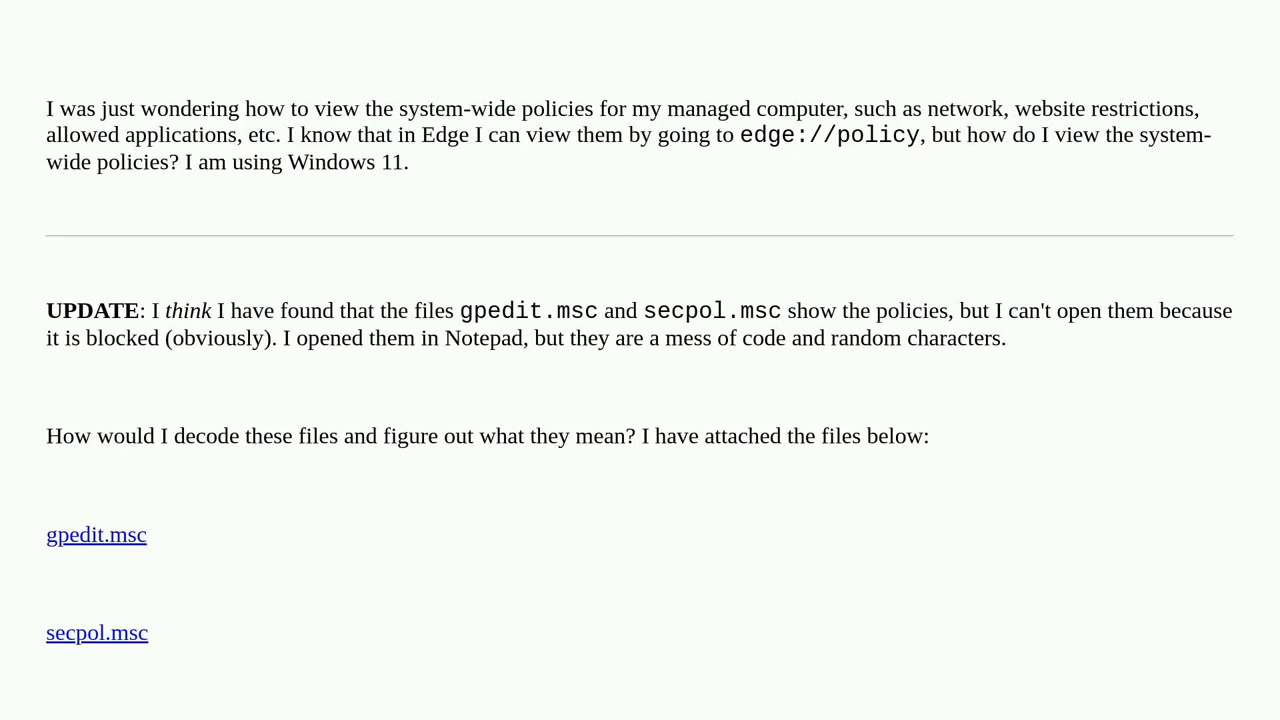 I was just wondering how to view the system-wide policies for my managed computer, such as network, website restrictions,
allowed applications, etc. I know that in Edge I can view them by going to edge://policy, but how do I view the system-
wide policies? I am using Windows 11.
UPDATE: I think I have found that the files gpedit.msc and secpol.msc show the policies, but I can't open them because
it is blocked (obviously). I opened them in Notepad, but they are a mess of code and random characters.
How would I decode these files and figure out what they mean? I have attached the files below:
gpedit.msc
secpol.msc